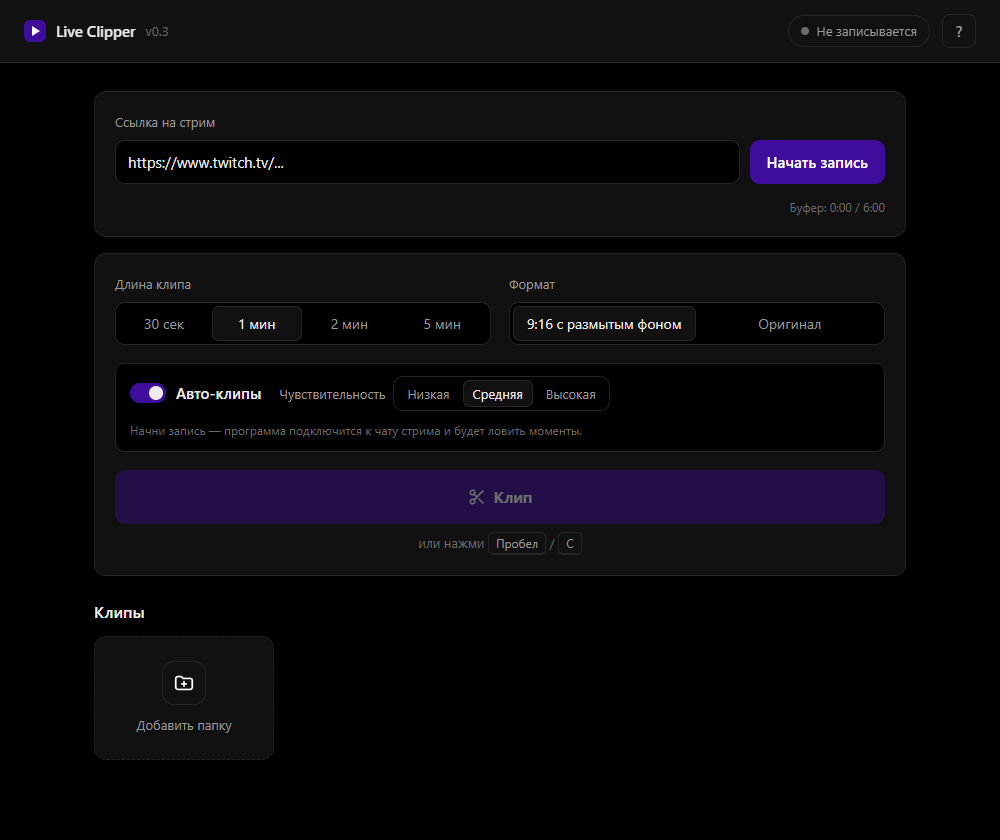 Live Clipper v0.3
Не записывается
?
Ссылка на стрим
https://www.twitch.tv/...
Начать запись
Буфер: 0:00 / 6:00
Длина клипа
Формат
30 сек
1 мин
2 мин
5 мин
9:16 с размытым фоном
Оригинал
Авто-клипы
Чувствительность
Низкая
Средняя
Высокая
Начни запись — программа подключится к чату стрима и будет ловить моменты.
Клип
или нажми Пробел / C
Клипы
Добавить папку